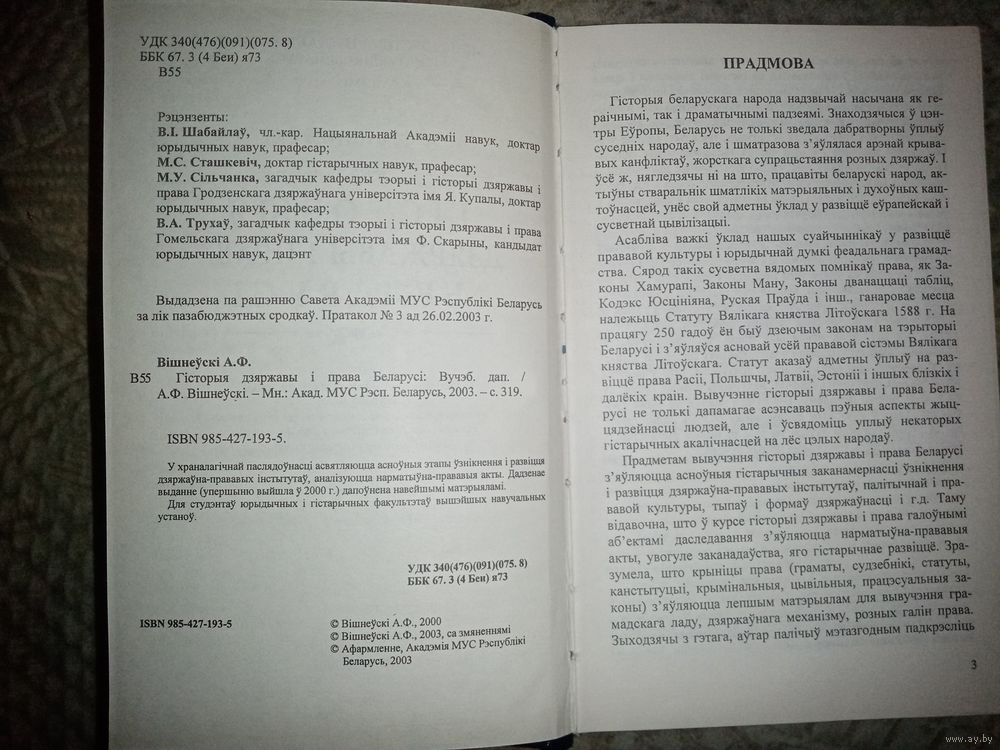 УДК 340(476)(091)(075. 8)
ББК 67. 3 (4 Беи) я73
В55
Рэцэнзенты:
В.І. Шабайлаў, чл.-кар. Нацыянальнай Акадэміі навук, доктар
юрыдычных навук, прафесар;
М.С. Сташкевіч, доктар гістарычных навук, прафесар;
М.У. Сільчанка, загадчык кафедры тэорыі і гісторыі дзяржавы і
права Гродзенскага дзяржаўнага універсітэта імя Я. Купалы, доктар
юрыдычных навук, прафесар;
В.А. Трухаў, загадчык кафедры тэорыі і гісторыі дзяржавы і права
Гомельскага дзяржаўнага універсітэта імя Ф. Скарыны, кандыдат
юрыдычных навук, дацэнт
Выдадзена па рашэнню Савета Акадэміі МУС Рэспублікі Беларусь
за лік пазабюджэтных сродкаў. Пратакол № 3 ад 26.02.2003 г.
Вішнеўскі А.Ф.
В55 Гісторыя дзяржавы і права Беларусі: Вучэб. дап. /
А.Ф. Вішнеўскі. – Мн.: Акад. МУС Рэсп. Беларусь, 2003. – с. 319.
ISBN 985-427-193-5.
У храналагічнай паслядоўнасці асвятляюцца асноўныя этапы ўзнікнення і развіцця
дзяржаўна-прававых інстытутаў, аналізуюцца нарматыўна-прававыя акты. Дадзенае
выданне (упершыню выйшла ў 2000 г.) дапоўнена навейшымі матэрыяламі.
Для студэнтаў юрыдычных і гістарычных факультэтаў вышэйшых навучальных
устаноў.
УДК 340(476)(091)(075. 8)
ББК 67. 3 (4 Беи) я73
ISBN 985-427-193-5
© Вішнеўскі А.Ф., 2000
© Вішнеўскі А.Ф., 2003, са змяненнямі
© Афармленне, Акадэмія МУС Рэспублікі
Беларусь, 2003
ПРАДМОВА
Гісторыя беларускага народа надзвычай насычана як ге-
раічнымі, так і драматычнымі падзеямі. Знаходзячыся ў цэн-
тры Еўропы, Беларусь не толькі зведала дабратворны ўплыў
суседніх народаў, але і шматразова з’яўлялася арэнай крыва-
вых канфліктаў, жорсткага супрацьстаяння розных дзяржаў. І
ўсё ж, нягледзячы ні на што, працавіты беларускі народ, ак-
тыўны стваральнік шматлікіх матэрыяльных і духоўных каш-
тоўнасцей, унёс свой адметны ўклад у развіццё еўрапейскай і
сусветнай цывілізацыі.
Асабліва важкі ўклад нашых суайчыннікаў у развіццё
прававой культуры і юрыдычнай думкі феадальнага грамад-
ства. Сярод такіх сусветна вядомых помнікаў права, як За-
коны Хамурапі, Законы Ману, Законы дванаццаці табліц,
Кодэкс Юсцініяна, Руская Праўда і інш., ганаровае месца
належыць Статуту Вялікага княства Літоўскага 1588 г. На
працягу 250 гадоў ён быў дзеючым законам на тэрыторыі
Беларусі і з’яўляўся асновай усёй прававой сістэмы Вялікага
княства Літоўскага. Статут аказаў адметны ўплыў на раз-
віццё права Расіі, Польшчы, Латвіі, Эстоніі і іншых блізкіх і
далёкіх краін. Вывучэнне гісторыі дзяржавы і права Бела-
русі не толькі дапамагае асэнсаваць пэўныя аспекты жыц-
цядзейнасці людзей, але і ўсвядоміць уплыў некаторых
гістарычных акалічнасцей на лёс цэлых народаў.
Прадметам вывучэння гісторыі дзяржавы і права Беларусі
з’яўляюцца асноўныя гістарычныя заканамернасці ўзнікнення
і развіцця дзяржаўна-прававых інстытутаў, палітычнай і пра-
вавой культуры, тыпаў і формаў дзяржаўнасці і г.д. Таму
відавочна, што ў курсе гісторыі дзяржавы і права галоўнымі
аб’ектамі даследавання з’яўляюцца нарматыўна-прававыя
акты, увогуле заканадаўства, яго гістарычнае развіццё. Зра-
зумела, што крыніцы права (граматы, судзебнікі, статуты,
канстытуцыі, крымінальныя, цывільныя, працэсуальныя за-
коны) з’яўляюцца лепшым матэрыялам для вывучэння гра-
мадскага ладу, дзяржаўнага механізму, розных галін права.
Зыходзячы з гэтага, аўтар палічыў мэтазгодным падкрэсліць
3
www.ay.by